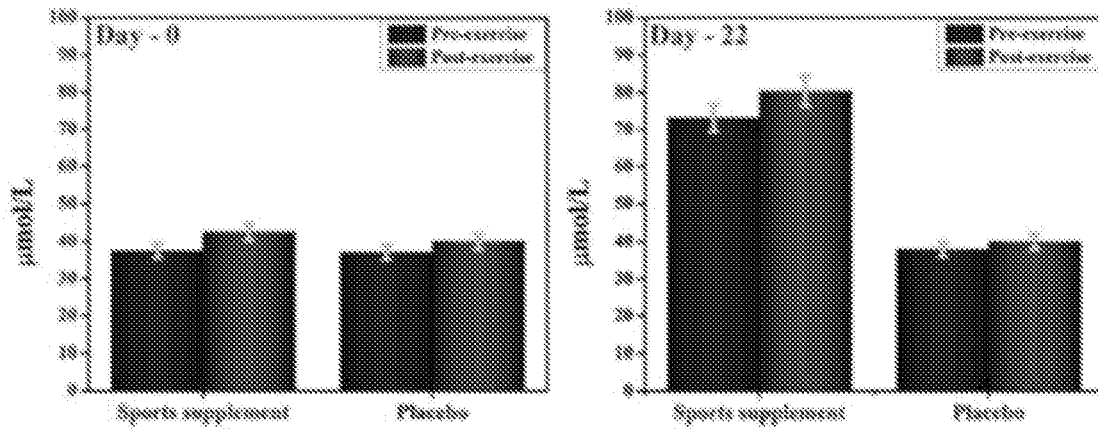 Day - 0
Pre-exercise
Post-exercise
100
90
80
70
60
50
40
30
20
10
0
µmol/L
Sports supplement
Placebo
Day - 22
Pre-exercise
Post-exercise
100
90
80
70
60
50
40
30
20
10
0
µmol/L
Sports supplement
Placebo